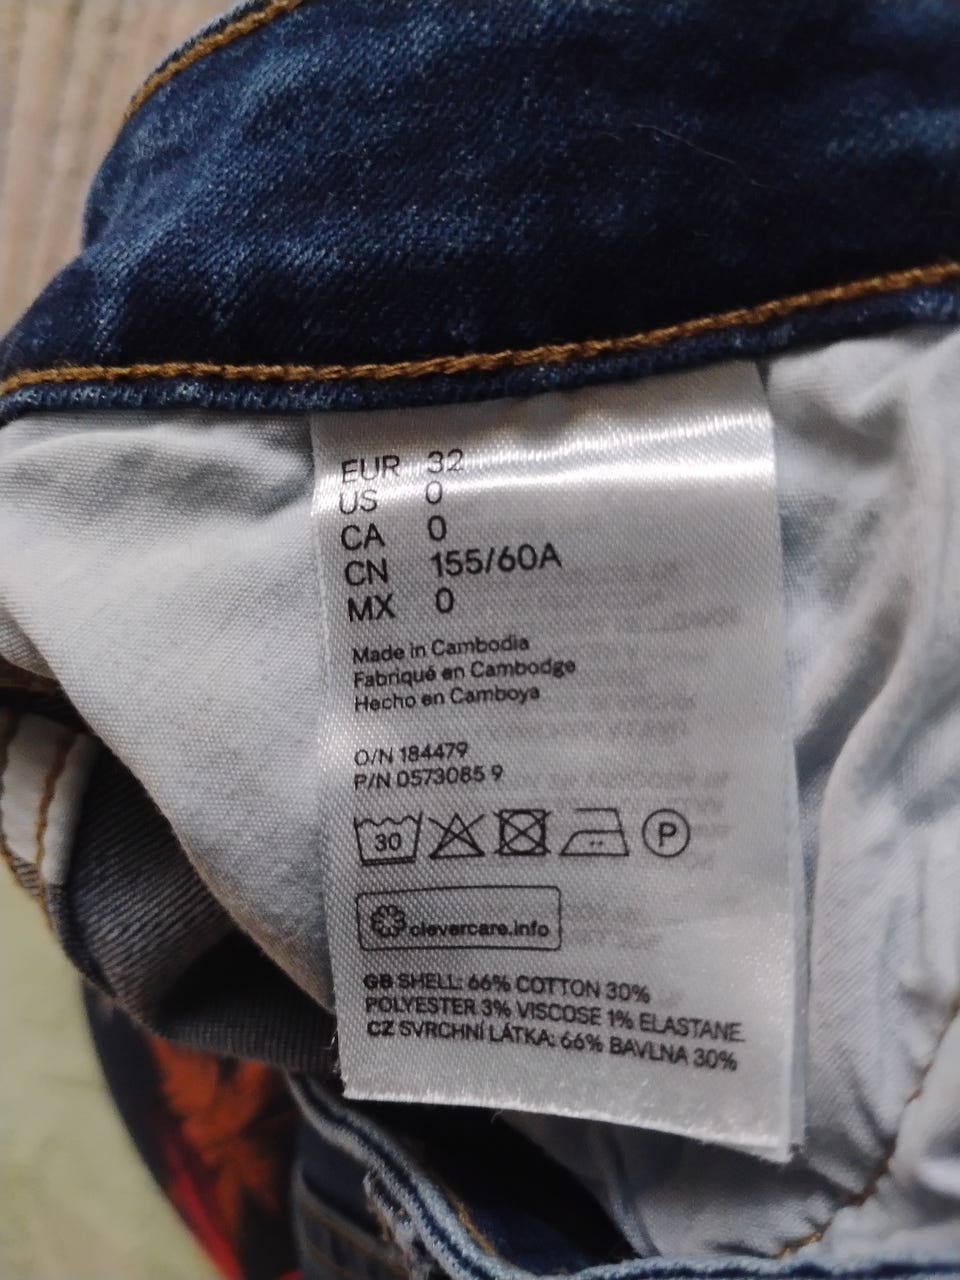 EUR 32
US 0
CA 0
CN 155/60A
MX 0
Made in Cambodia
Fabriqué en Cambodge
Hecho en Camboya
O/N 184479
P/N 0573085 9
30 P
clevercare.info
GB SHELL: 66% COTTON 30%
POLYESTER 3% VISCOSE 1% ELASTANE
CZ SVRCHNÍ LÁTKA: 66% BAVLNA 30%